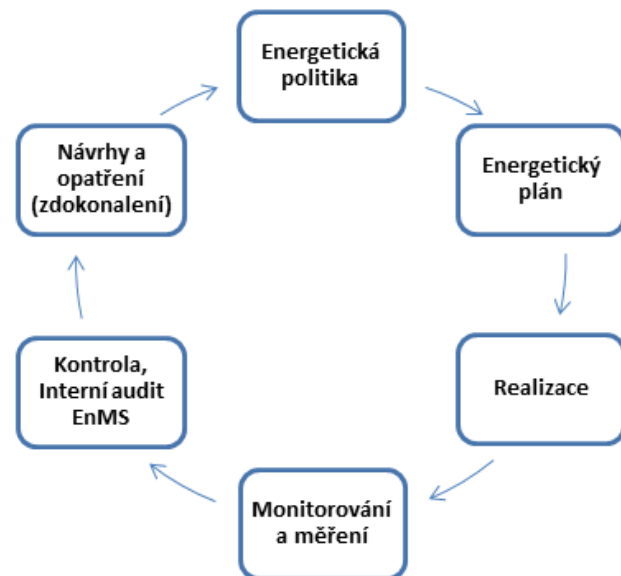 Energetická
politika
Energetický
plán
Realizace
Monitorování
a měření
Kontrola,
Interní audit
EnMS
Návrhy a
opatření
(zdokonalení)